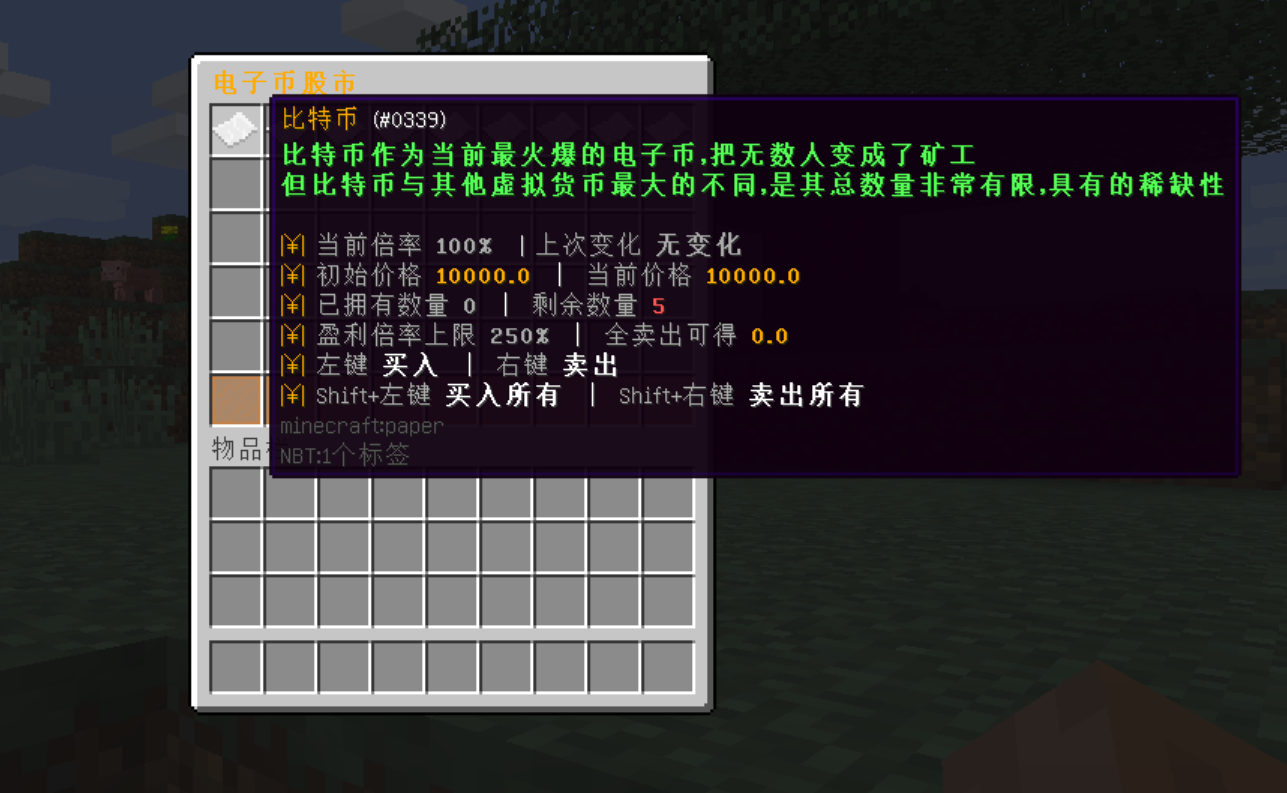 电子币股市
比特币 (#0339)
比特币作为当前最火爆的电子币,把无数人变成了矿工
但比特币与其他虚拟货币最大的不同,是其总数量非常有限,具有的稀缺性
|¥| 当前倍率 100% |上次变化 无变化
|¥| 初始价格 10000.0 | 当前价格 10000.0
|¥| 已拥有数量 0 | 剩余数量 5
|¥| 盈利倍率上限 250% | 全卖出可得 0.0
|¥| 左键 买入 | 右键 卖出
|¥| Shift+左键 买入所有 | Shift+右键 卖出所有
minecraft:paper
物品
NBT:1个标签